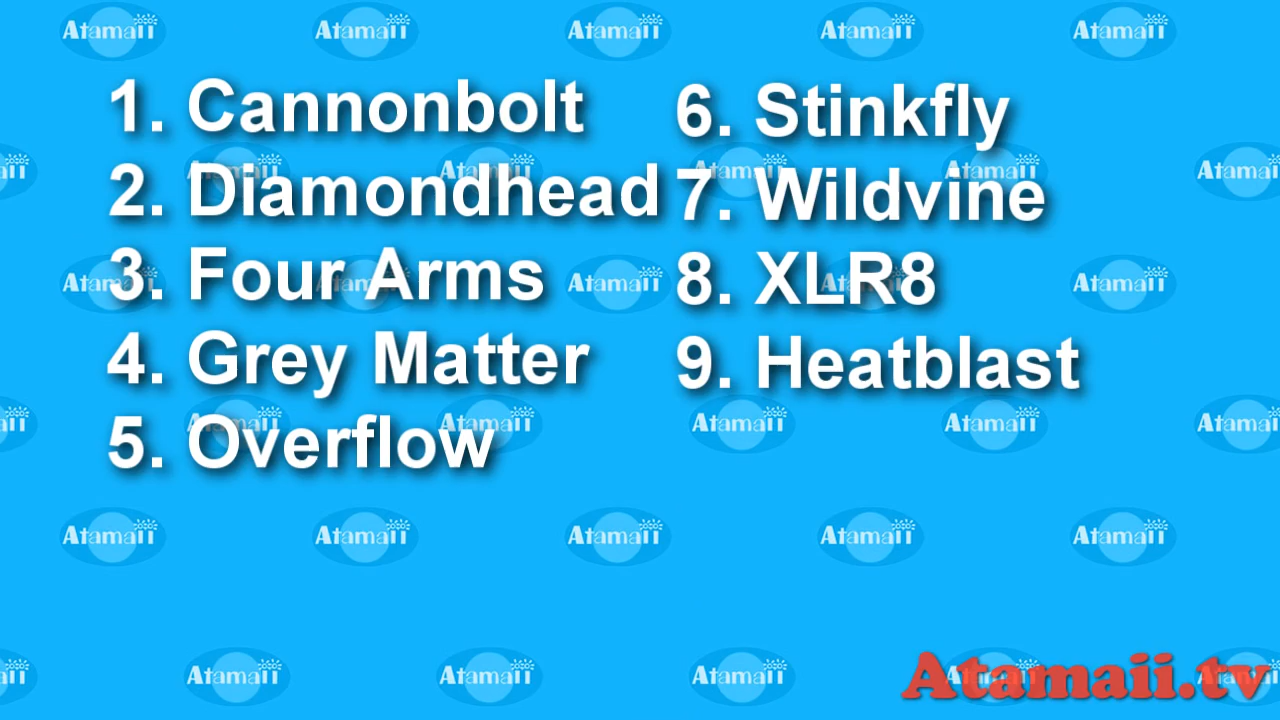 1. Cannonbolt
2. Diamondhead
3. Four Arms
4. Grey Matter
5. Overflow
6. Stinkfly
7. Wildvine
8. XLR8
9. Heatblast
Atamaii.tv